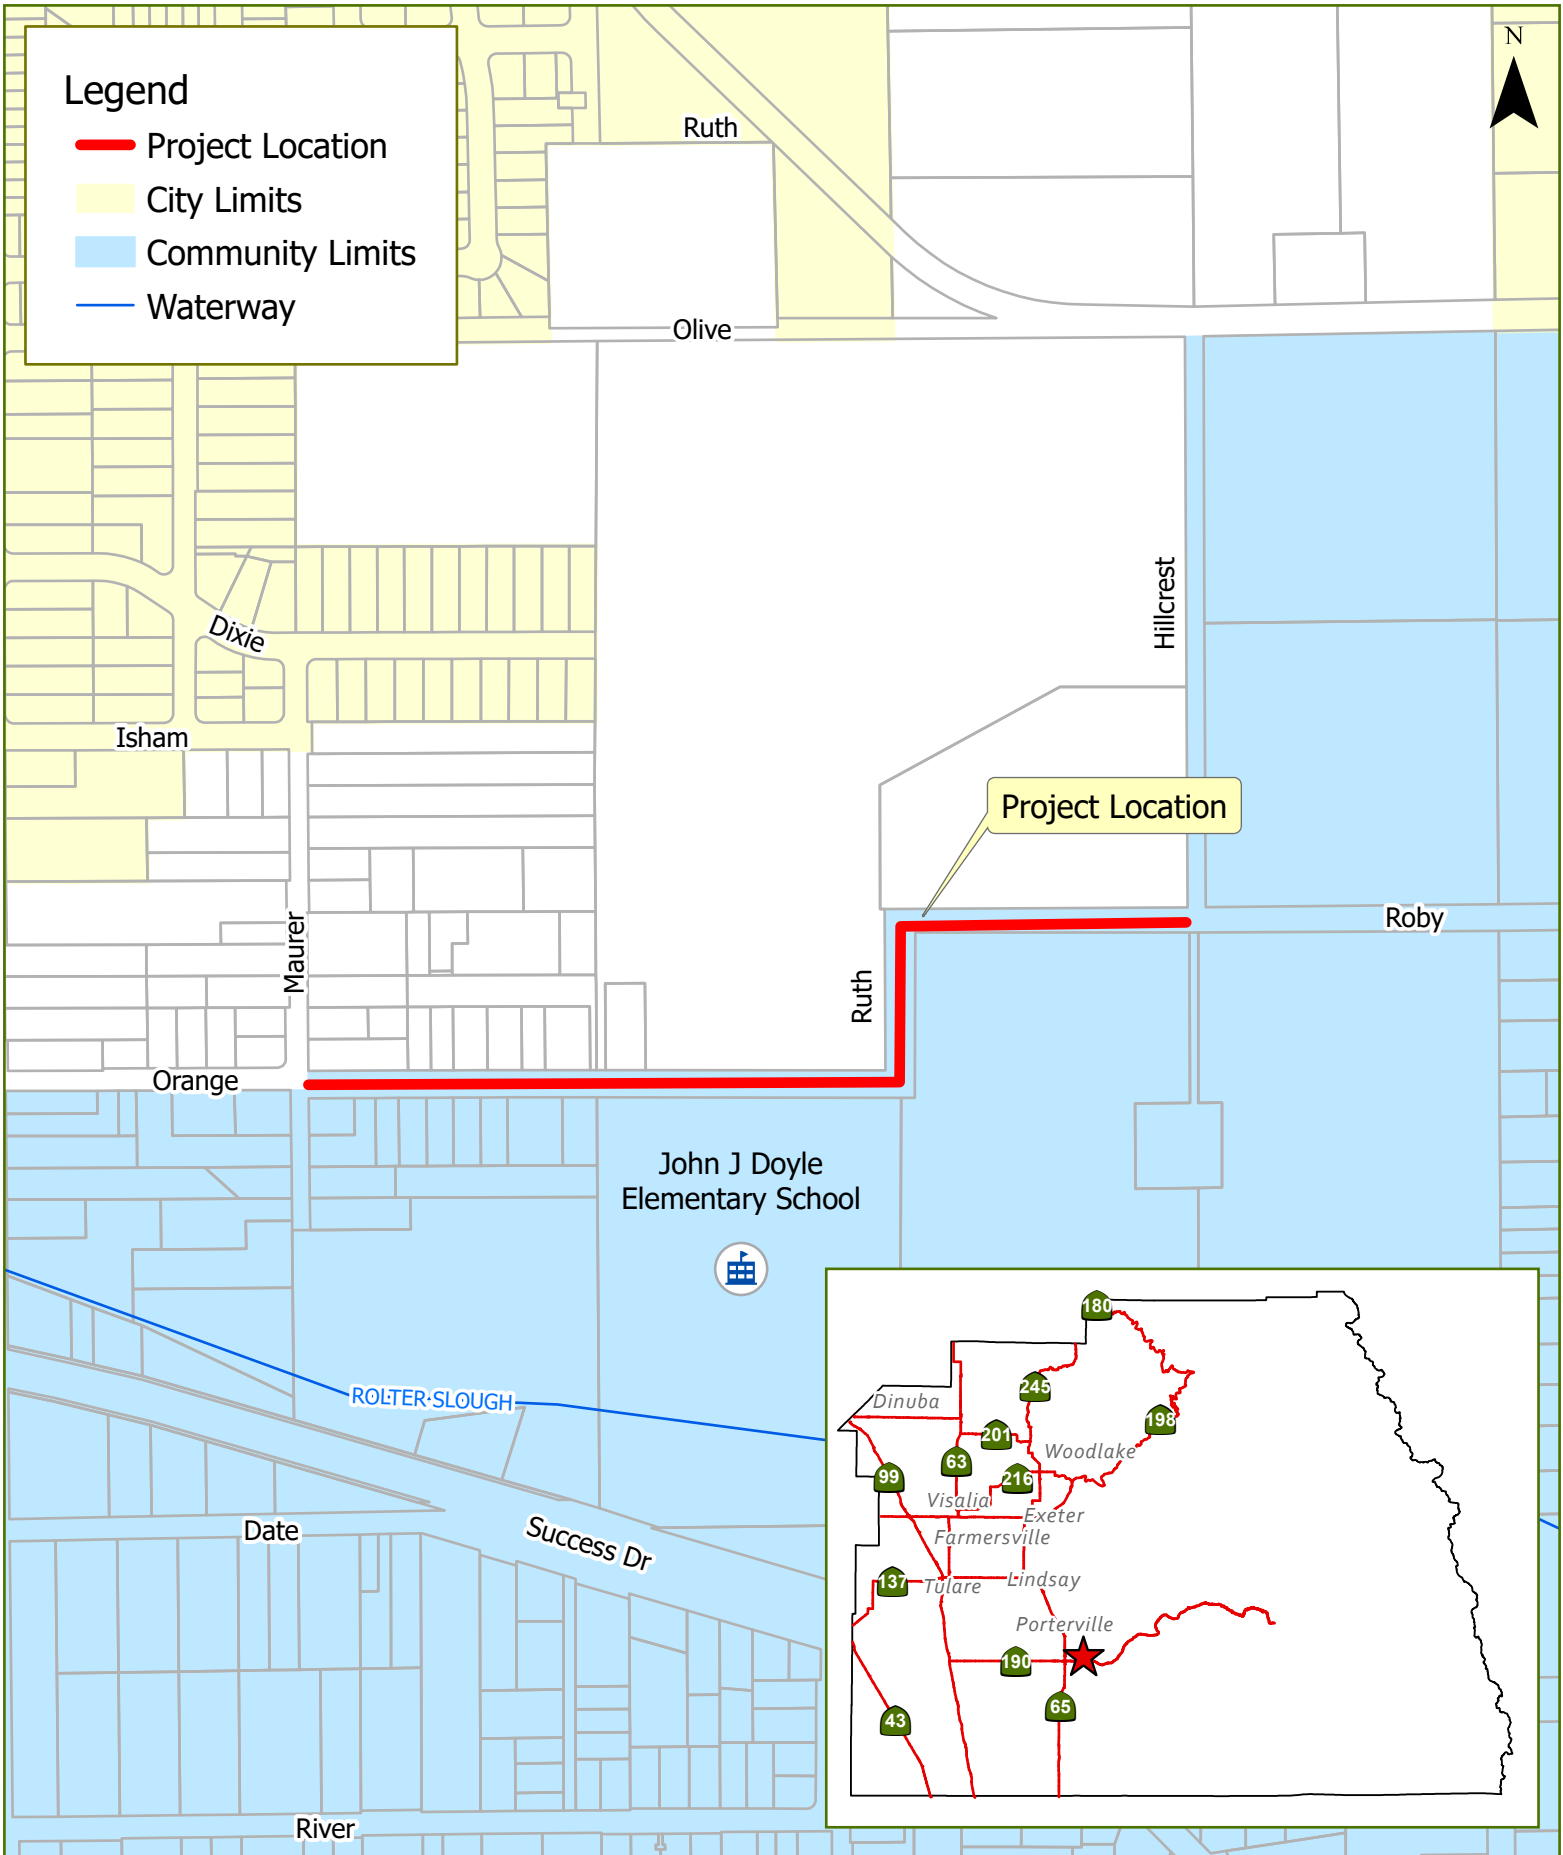 N
Legend
Project Location
City Limits
Community Limits
Waterway
Ruth
Olive
Hillcrest
Dixie
Isham
Project Location
Maurer
Roby
Ruth
Orange
John J Doyle
Elementary School
ROLTER SLOUGH
Date
Success Dr
River
180
245
Dinuba
198
201
Woodlake
63
99
216
Visalia
Exeter
Farmersville
137
Tulare
Lindsay
Porterville
190
65
43